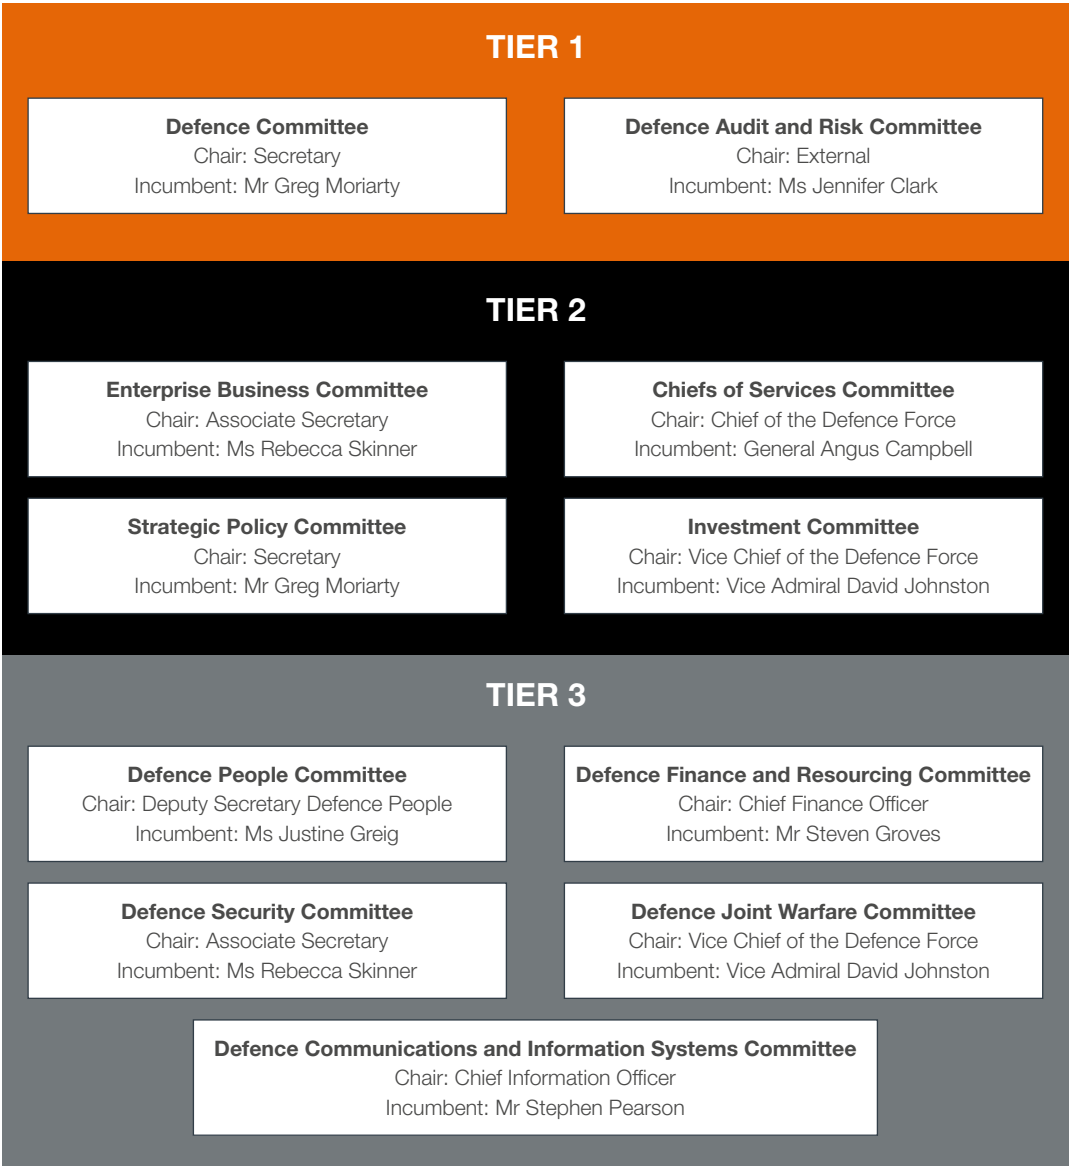 TIER 1
Defence Committee
Chair: Secretary
Incumbent: Mr Greg Moriarty
Defence Audit and Risk Committee
Chair: External
Incumbent: Ms Jennifer Clark
TIER 2
Enterprise Business Committee
Chair: Associate Secretary
Incumbent: Ms Rebecca Skinner
Chiefs of Services Committee
Chair: Chief of the Defence Force
Incumbent: General Angus Campbell
Strategic Policy Committee
Chair: Secretary
Incumbent: Mr Greg Moriarty
Investment Committee
Chair: Vice Chief of the Defence Force
Incumbent: Vice Admiral David Johnston
TIER 3
Defence People Committee
Chair: Deputy Secretary Defence People
Incumbent: Ms Justine Greig
Defence Finance and Resourcing Committee
Chair: Chief Finance Officer
Incumbent: Mr Steven Groves
Defence Security Committee
Chair: Associate Secretary
Incumbent: Ms Rebecca Skinner
Defence Joint Warfare Committee
Chair: Vice Chief of the Defence Force
Incumbent: Vice Admiral David Johnston
Defence Communications and Information Systems Committee
Chair: Chief Information Officer
Incumbent: Mr Stephen Pearson